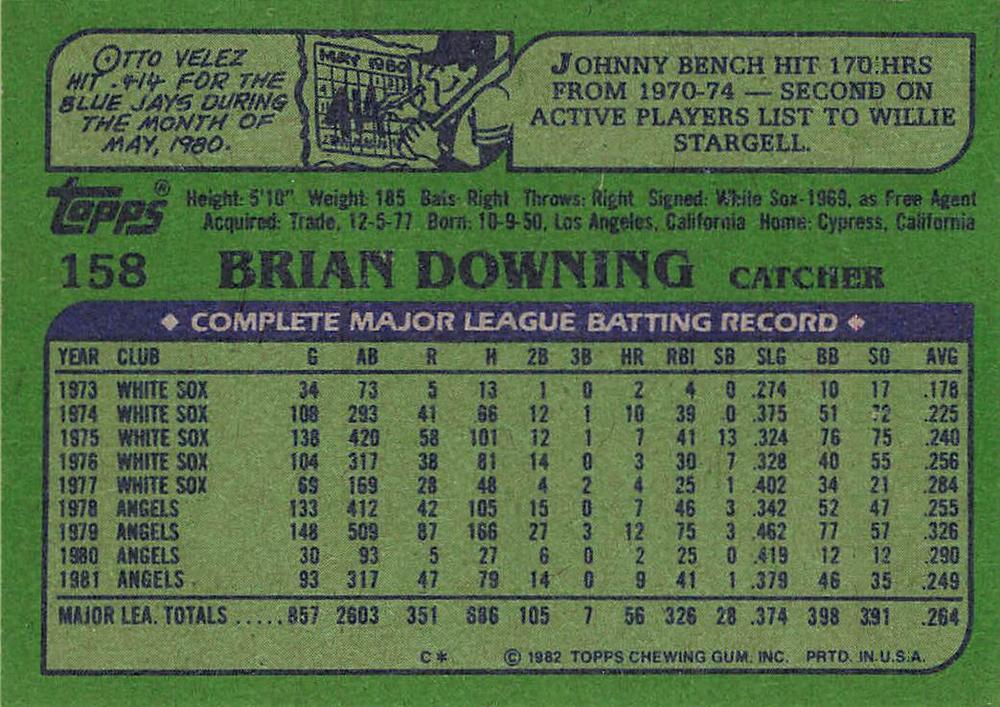 OTTO VELEZ
HIT .414 FOR THE
BLUE JAYS DURING
THE MONTH OF
MAY, 1980.
MAY 1980
JOHNNY BENCH HIT 170 HRS
FROM 1970-74 — SECOND ON
ACTIVE PLAYERS LIST TO WILLIE
STARGELL.
Topps®
Height: 5'10" Weight: 185 Bats: Right Throws: Right Signed: White Sox-1969, as Free Agent
Acquired: Trade, 12-5-77 Born: 10-9-50, Los Angeles, California Home: Cypress, California
158 BRIAN DOWNING CATCHER
◆ COMPLETE MAJOR LEAGUE BATTING RECORD ◆
YEAR CLUB G AB R H 2B 3B HR RBI SB SLG BB SO AVG
1973 WHITE SOX 34 73 5 13 1 0 2 4 0 .274 10 17 .178
1974 WHITE SOX 108 293 41 66 12 1 10 39 0 .375 51 72 .225
1975 WHITE SOX 138 420 58 101 12 1 7 41 13 .324 76 75 .240
1976 WHITE SOX 104 317 38 81 14 0 3 30 7 .328 40 55 .256
1977 WHITE SOX 69 169 28 48 4 2 4 25 1 .402 34 21 .284
1978 ANGELS 133 412 42 105 15 0 7 46 3 .342 52 47 .255
1979 ANGELS 148 509 87 166 27 3 12 75 3 .462 77 57 .326
1980 ANGELS 30 93 5 27 6 0 2 25 0 .419 12 12 .290
1981 ANGELS 93 317 47 79 14 0 9 41 1 .379 46 35 .249
MAJOR LEA. TOTALS .....857 2603 351 686 105 7 56 326 28 .374 398 391 .264
C* © 1982 TOPPS CHEWING GUM, INC. PRTD. IN U.S.A.